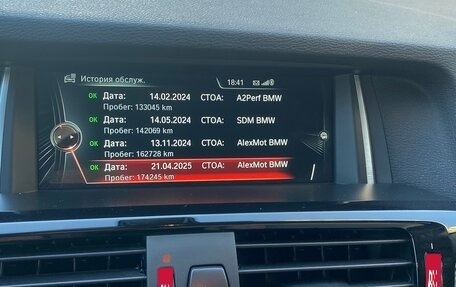 История обслуж.
18:41
OK Дата: 14.02.2024 СТОА: A2Perf BMW
Пробег: 133045 km
OK Дата: 14.05.2024 СТОА: SDM BMW
Пробег: 142069 km
OK Дата: 13.11.2024 СТОА: AlexMot BMW
Пробег: 162728 km
OK Дата: 21.04.2025 СТОА: AlexMot BMW
Пробег: 174245 km